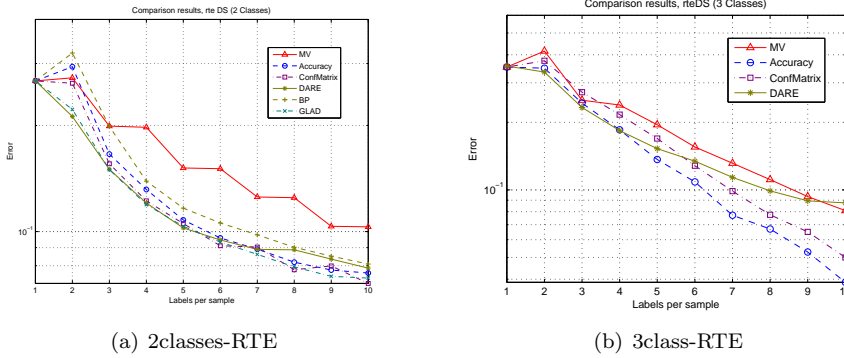 Comparison results, rte DS (2 Classes)
MV
Accuracy
ConfMatrix
DARE
BP
GLAD
Error
10⁻¹
1 2 3 4 5 6 7 8 9 10
Labels per sample
(a) 2classes-RTE
Comparison results, rteDS (3 Classes)
MV
Accuracy
ConfMatrix
DARE
Error
10⁻¹
1 2 3 4 5 6 7 8 9 10
Labels per sample
(b) 3class-RTE